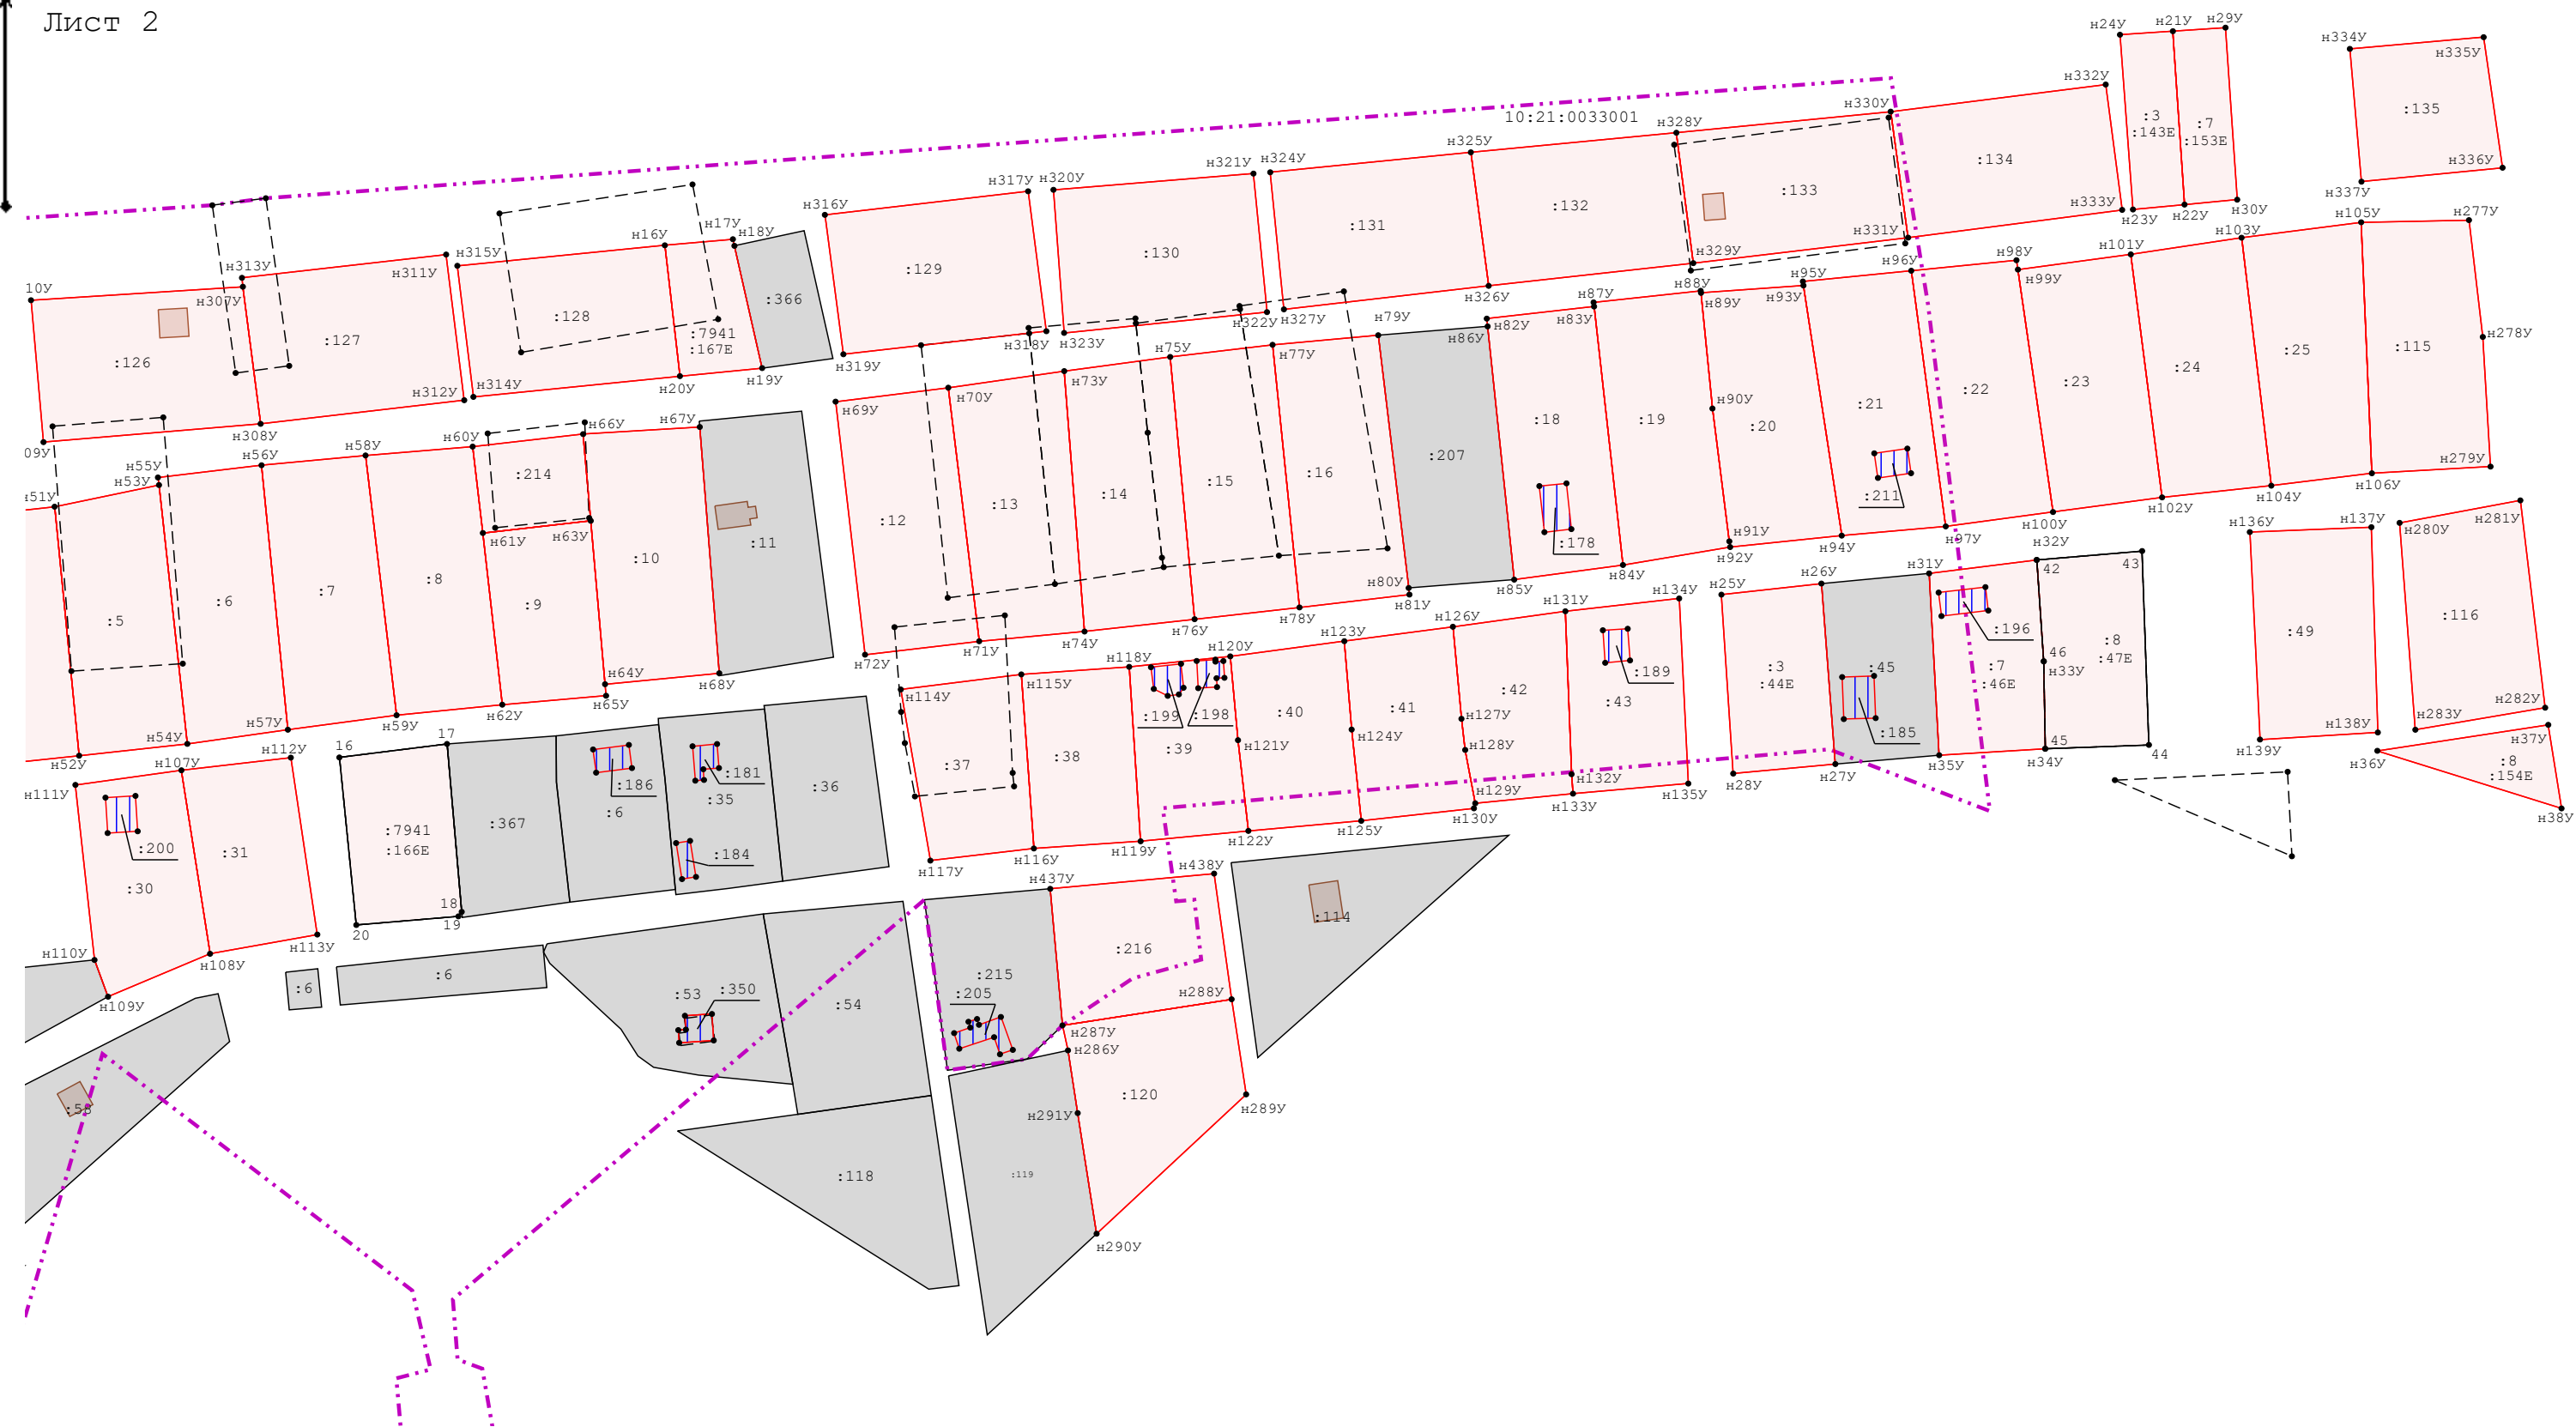 Лист 2
н24У
н21У
н29У
н334У
н335У
н332У
:3
:143Е
:7
:153Е
:135
н330У
10:21:0033001
н328У
н325У
:134
н336У
н337У
н321У
н324У
н317У
н320У
:133
н333У
н23У
н22У
н30У
н316У
:132
н105У
н277У
н17У
н18У
н16У
:131
н331У
н103У
:130
н329У
н101У
н98У
н315У
н311У
н313У
:129
н96У
н99У
10У
н307У
:366
н95У
н88У
н326У
н87У
н89У
н93У
:128
н322У
н327У
н79У
н83У
н82У
:127
:7941
:167Е
н318У
н323У
н86У
н278У
:126
н319У
н75У
н77У
:25
:115
н19У
н20У
н73У
:24
:23
н314У
н312У
н70У
:22
н69У
н90У
:21
н67У
н66У
:18
:19
:20
н308У
н60У
09У
н58У
:207
н56У
н55У
н53У
:214
:16
:15
н279У
:14
:211
н106У
н51У
:13
н104У
:12
н102У
н281У
н61У
н63У
н100У
н136У
н137У
н280У
н91У
н97У
:11
:178
н92У
н94У
н32У
:10
42
43
:8
н84У
н31У
н80У
н85У
н26У
:7
н81У
н134У
н25У
:6
:9
н131У
н78У
н126У
:5
н76У
:116
н123У
:196
:49
н74У
:8
:47Е
н71У
н120У
46
н72У
н118У
н33У
:3
:44Е
:45
:7
:46Е
н64У
н68У
:189
н115У
:42
н114У
н65У
:43
н282У
:40
:199
:198
:41
н62У
н127У
н59У
н283У
н57У
н121У
н124У
:185
н138У
н37У
н54У
17
:39
н128У
45
н139У
44
16
н112У
н52У
:38
н35У
н34У
н36У
:8
:154Е
:37
н107У
:181
н27У
:186
:36
н132У
н28У
н111У
:35
н135У
н133У
н129У
:6
н130У
н38У
:367
:7941
:166Е
н125У
н122У
:200
:31
:184
н119У
н116У
н117У
н438У
н437У
:30
18
19
20
:114
н113У
н110У
:216
н108У
:6
:215
:6
:205
:53
:350
н288У
:54
н109У
н287У
н286У
:120
:58
н291У
н289У
:118
:119
н290У